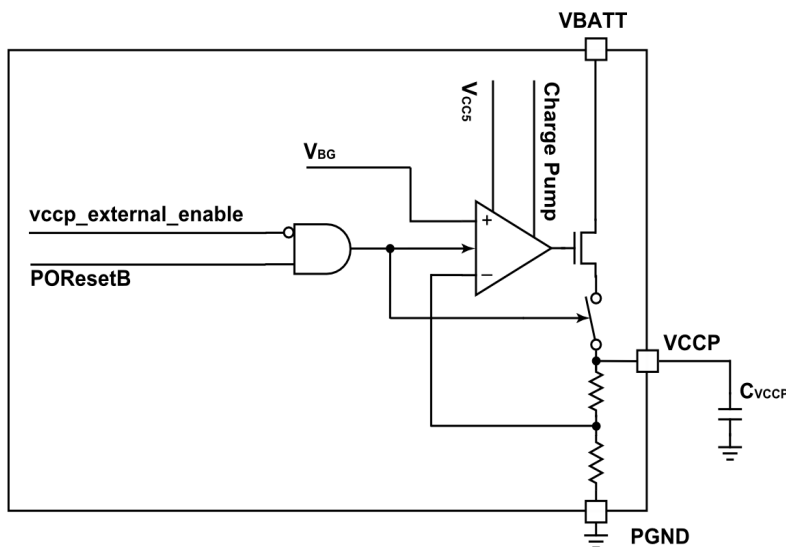 VBATT
VCC5
Charge Pump
VBG
vccp_external_enable
POResetB
+
−
VCCP
CVCCP
PGND